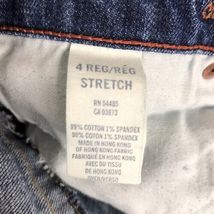 4 REG/RÉG
STRETCH
RN 54485
CA 03873
99% COTTON 1% SPANDEX
99% COTON 1% SPANDEX
MADE IN HONG KONG
OF HONG KONG FABRIC
FABRIQUÉ EN HONG KONG
AVEC DU TISSU
DE HONG KONG